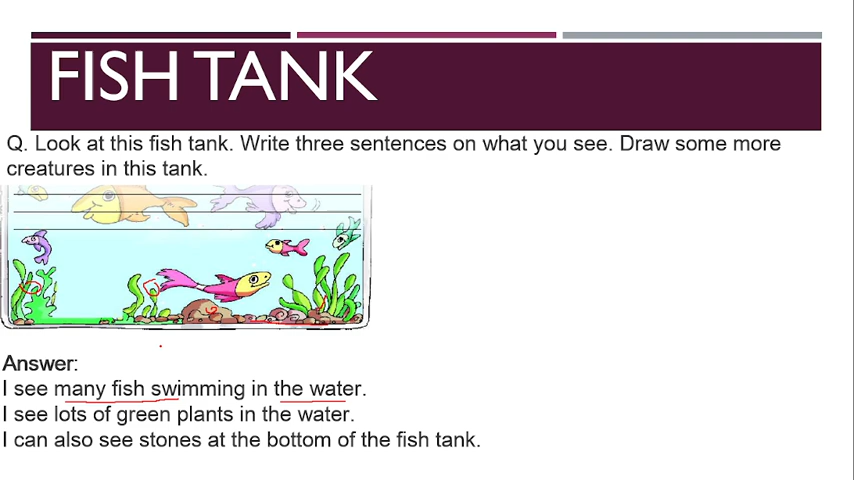 FISH TANK
Q. Look at this fish tank. Write three sentences on what you see. Draw some more
creatures in this tank.
Answer:
I see many fish swimming in the water.
I see lots of green plants in the water.
I can also see stones at the bottom of the fish tank.